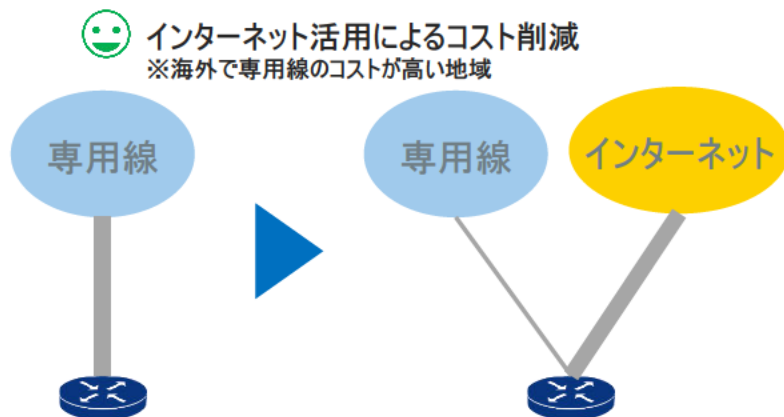 インターネット活用によるコスト削減
※海外で専用線のコストが高い地域
専用線
専用線
インターネット